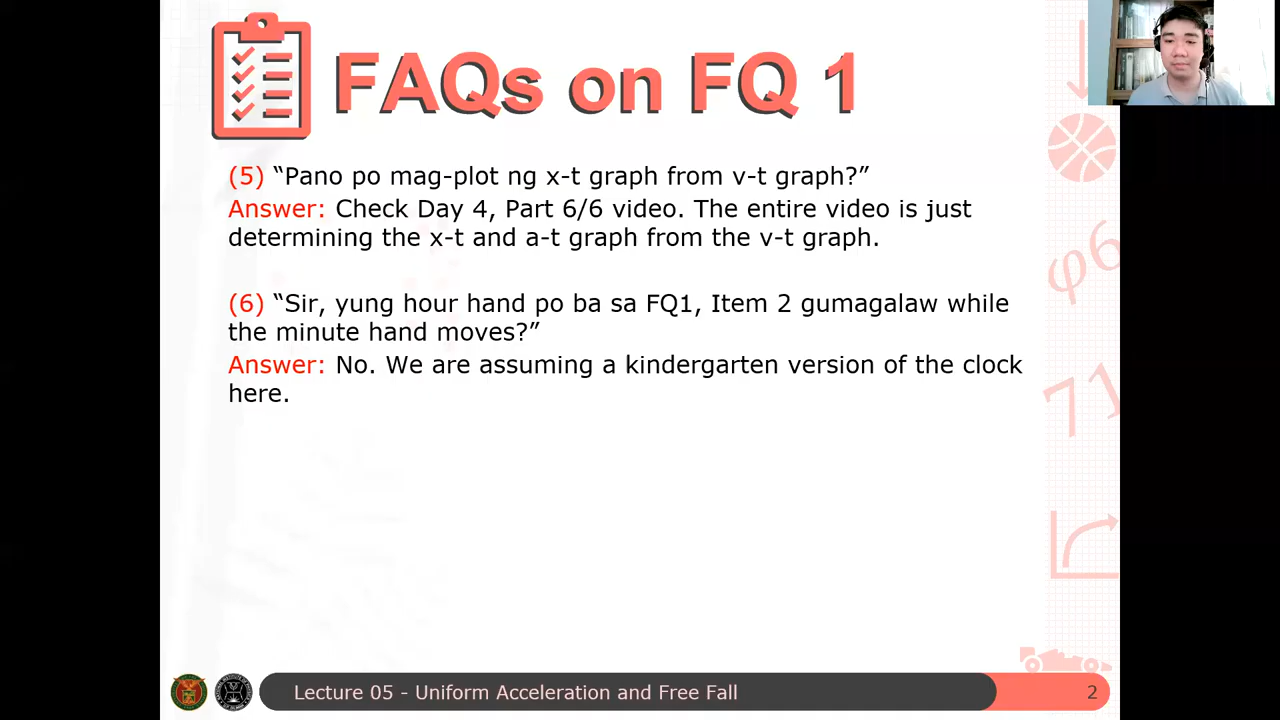 FAQs on FQ 1
(5) “Pano po mag-plot ng x-t graph from v-t graph?”
Answer: Check Day 4, Part 6/6 video. The entire video is just
determining the x-t and a-t graph from the v-t graph.
(6) “Sir, yung hour hand po ba sa FQ1, Item 2 gumagalaw while
the minute hand moves?”
Answer: No. We are assuming a kindergarten version of the clock
here.
φ6
71
Lecture 05 - Uniform Acceleration and Free Fall
2